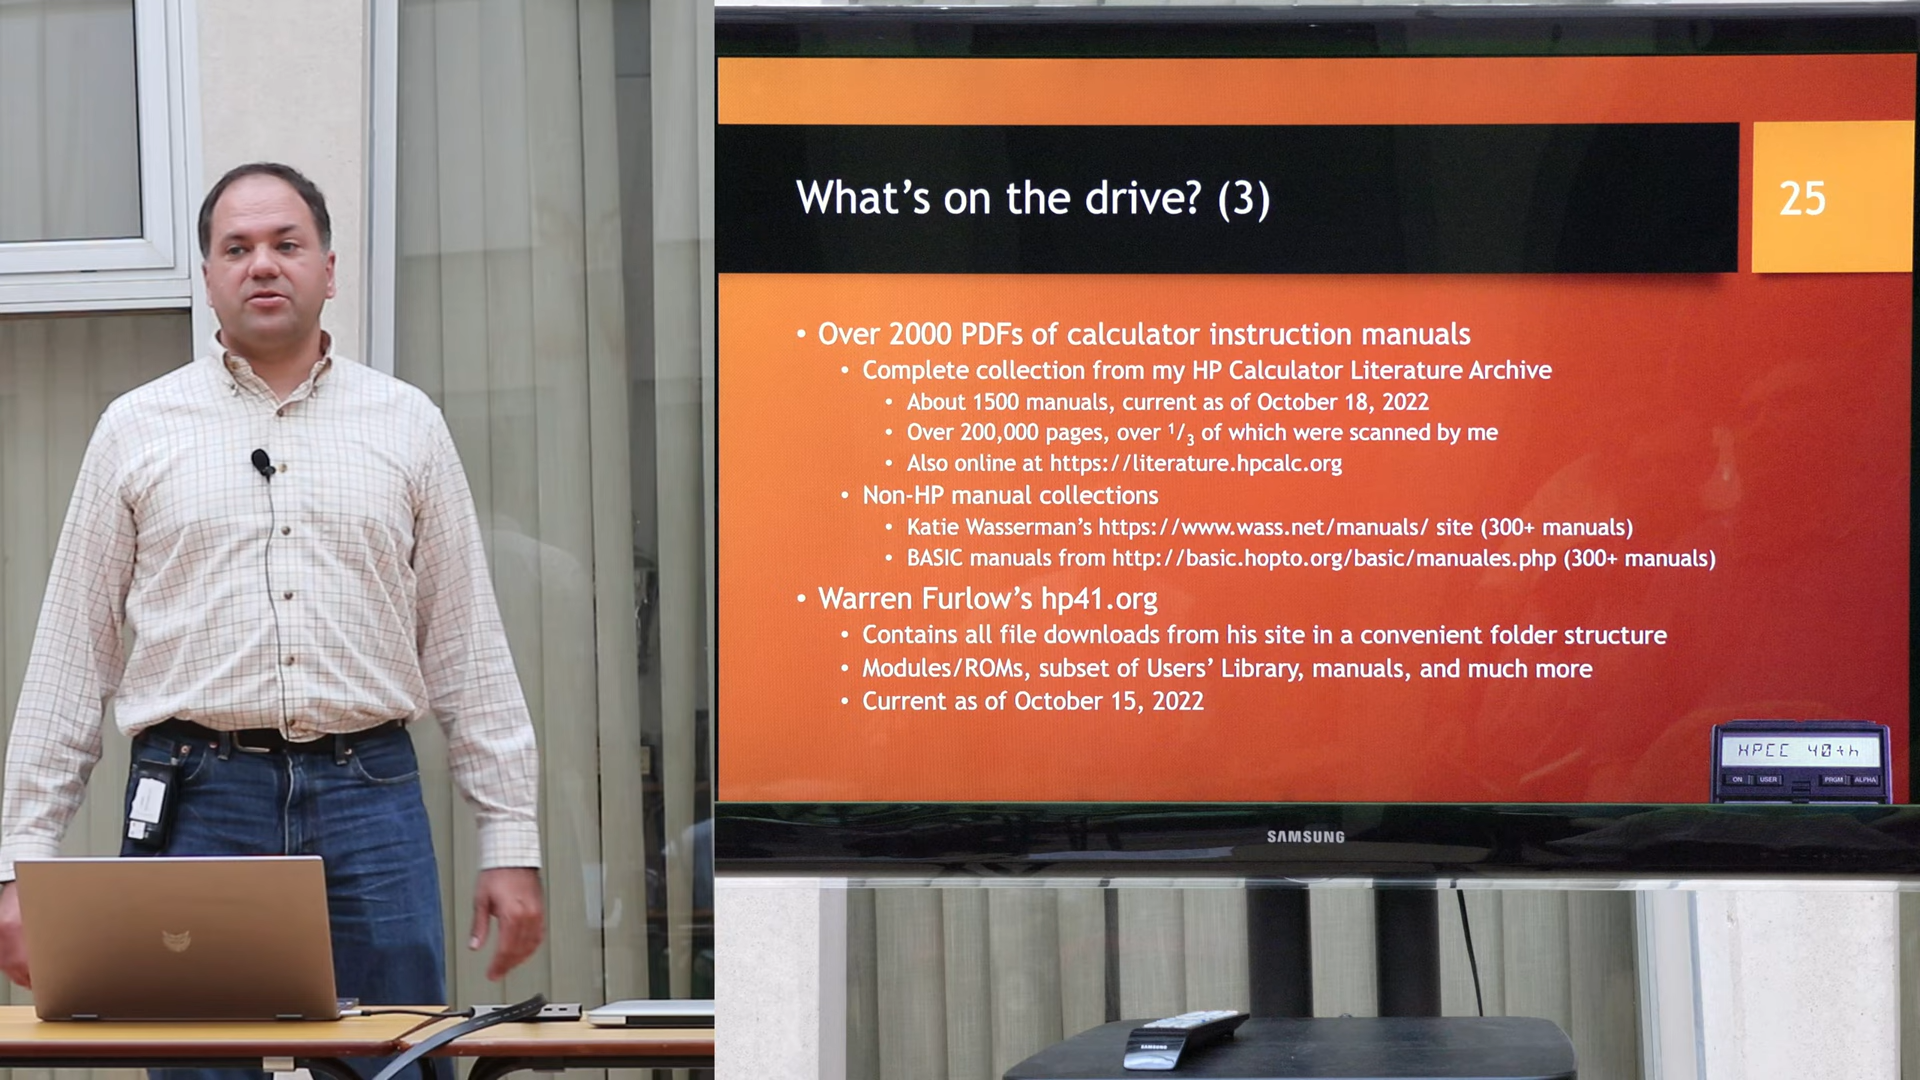 What's on the drive? (3)
25
• Over 2000 PDFs of calculator instruction manuals
• Complete collection from my HP Calculator Literature Archive
• About 1500 manuals, current as of October 18, 2022
• Over 200,000 pages, over 1/3 of which were scanned by me
• Also online at https://literature.hpcalc.org
• Non-HP manual collections
• Katie Wasserman's https://www.wass.net/manuals/ site (300+ manuals)
• BASIC manuals from http://basic.hopto.org/basic/manuales.php (300+ manuals)
• Warren Furlow's hp41.org
• Contains all file downloads from his site in a convenient folder structure
• Modules/ROMs, subset of Users' Library, manuals, and much more
• Current as of October 15, 2022
HPCC 40th
ON USER PRGM ALPHA
SAMSUNG
SAMSUNG